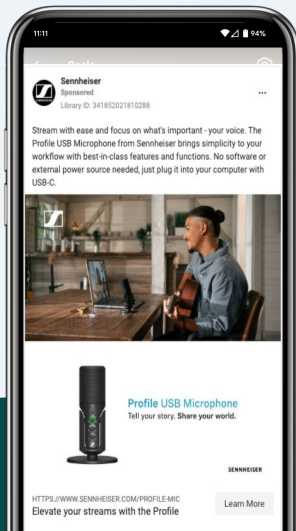 11:11
94%
Sennheiser
Sponsored
Library ID: 341852021810288
Stream with ease and focus on what's important - your voice. The
Profile USB Microphone from Sennheiser brings simplicity to your
workflow with best-in-class features and functions. No software or
external power source needed, just plug it into your computer with
USB-C.
Profile USB Microphone
Tell your story. Share your world.
SENNHEISER
HTTPS://WWW.SENNHEISER.COM/PROFILE-MIC
Elevate your streams with the Profile
Learn More